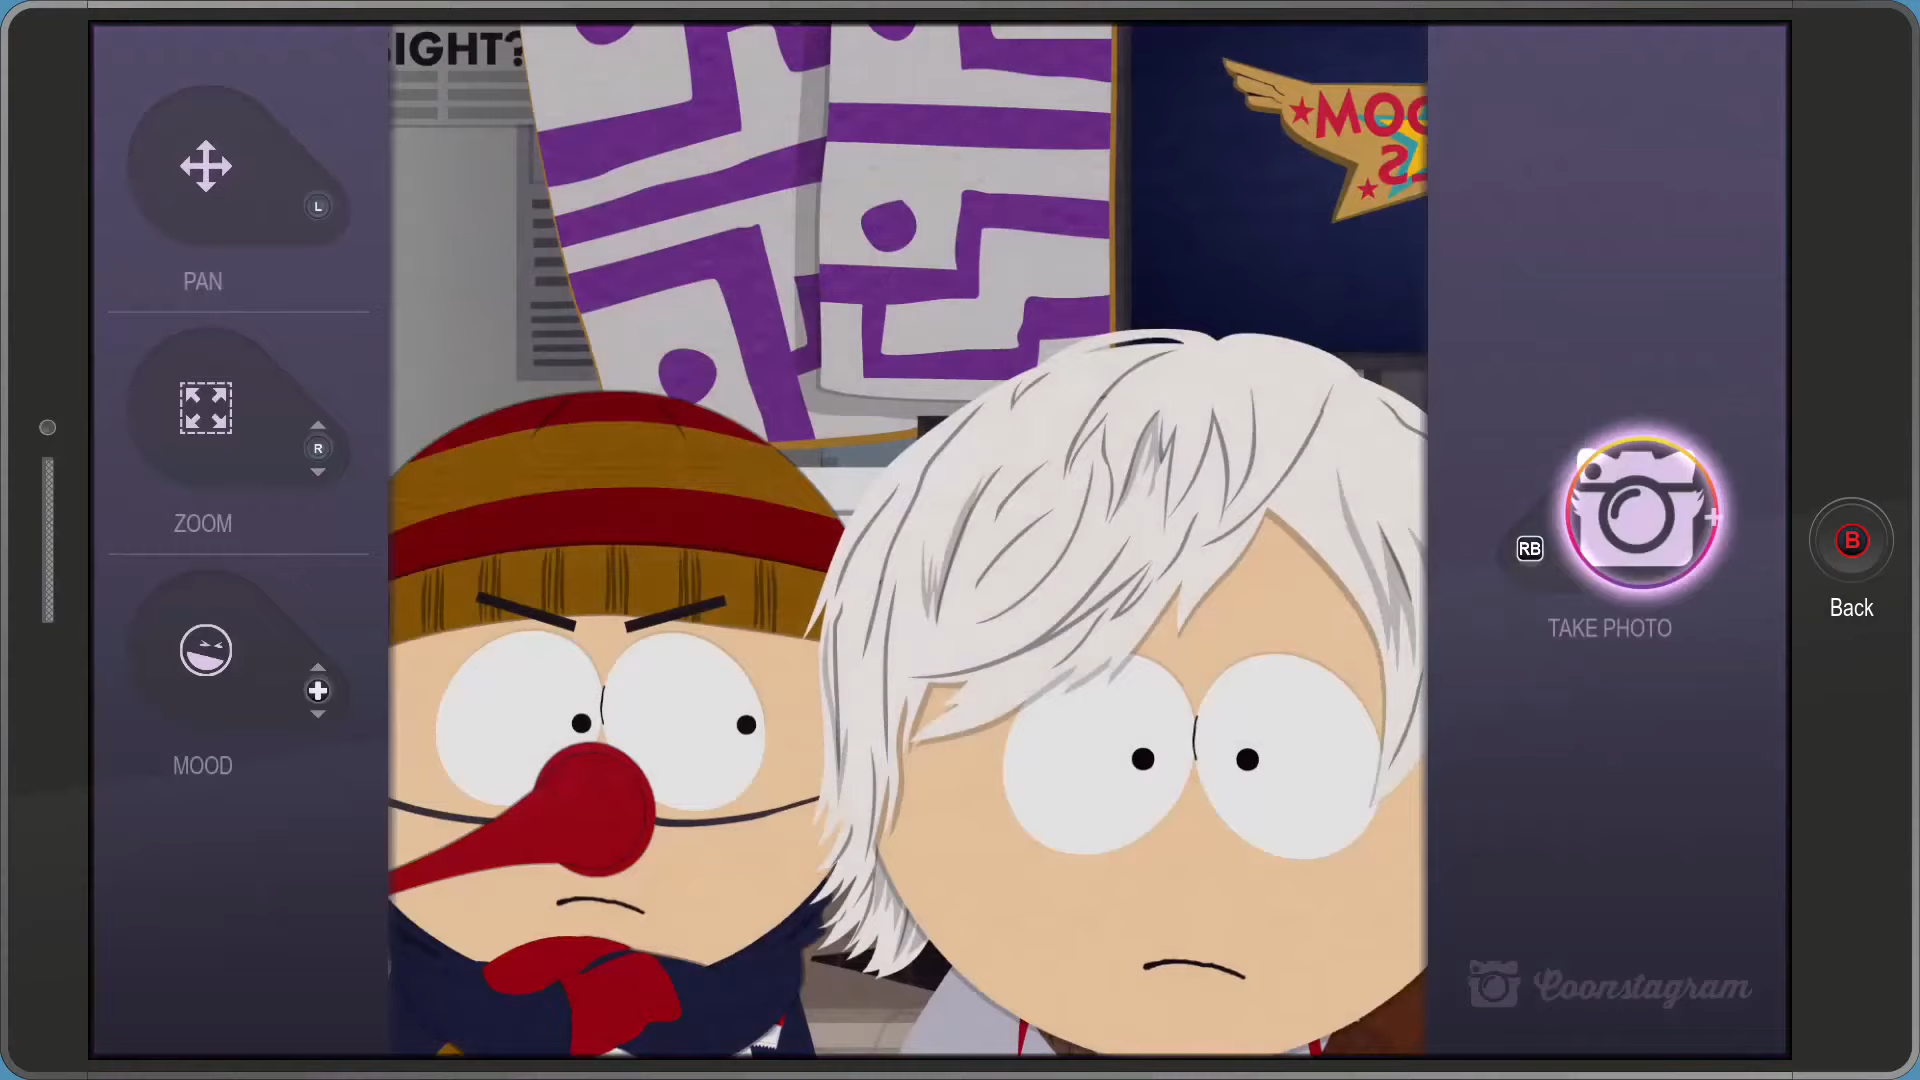 IGHT?
MOO
S
L
PAN
R
ZOOM
MOOD
RB
TAKE PHOTO
B
Back
Coonstagram